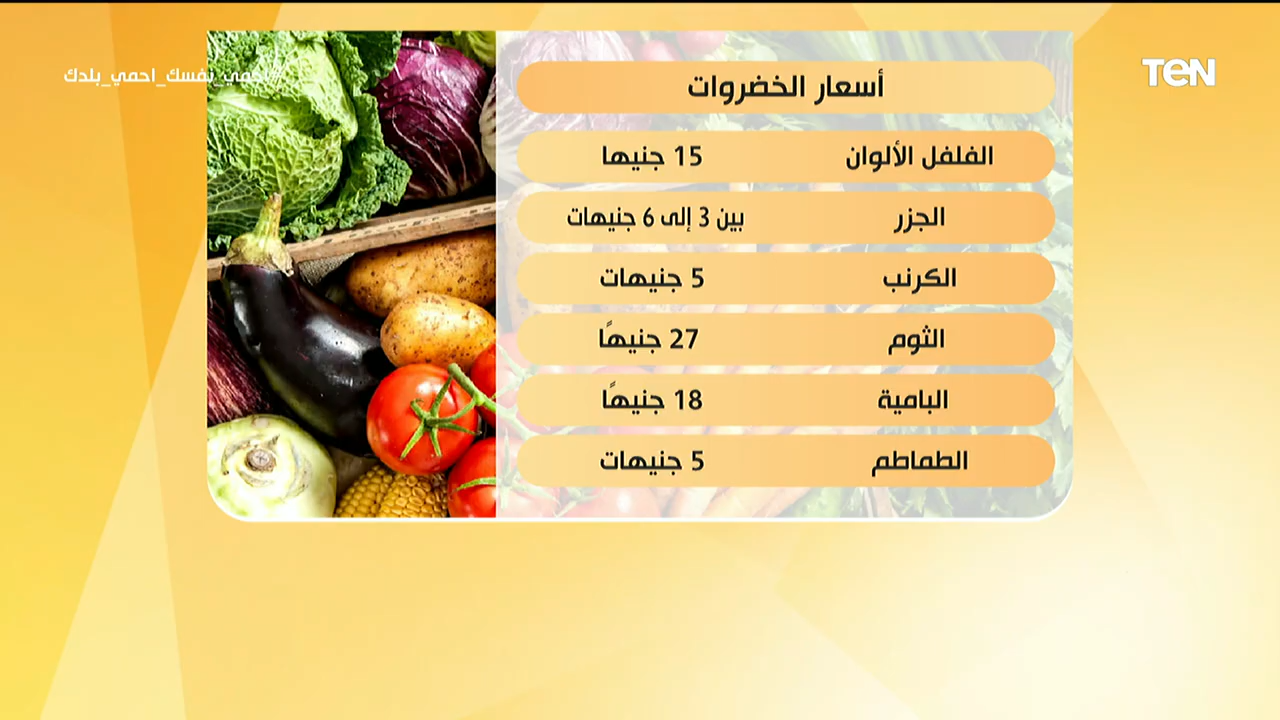 #احمي_نفسك_احمي_بلدك
TEN
أسعار الخضروات
الفلفل الألوان 15 جنيها
الجزر بين 3 إلى 6 جنيهات
الكرنب 5 جنيهات
الثوم 27 جنيهًا
البامية 18 جنيهًا
الطماطم 5 جنيهات